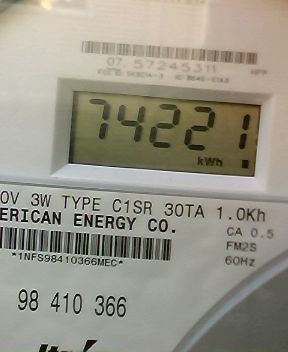 07. 57245311
74221
kWh
0V 3W TYPE C1SR 30TA 1.0Kh
ERICAN ENERGY CO.
CA 0.5
FM2S
*1NFS98410366MEC*
60Hz
98 410 366